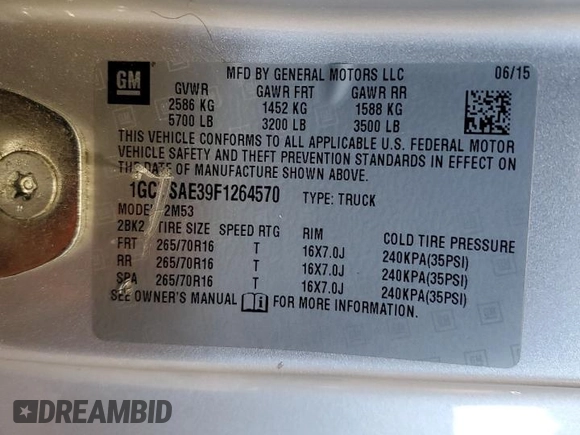 GM
MFD BY GENERAL MOTORS LLC 06/15
GVWR GAWR FRT GAWR RR
2586 KG 1452 KG 1588 KG
5700 LB 3200 LB 3500 LB
THIS VEHICLE CONFORMS TO ALL APPLICABLE U.S. FEDERAL MOTOR
VEHICLE SAFETY AND THEFT PREVENTION STANDARDS IN EFFECT ON
THE DATE OF MANUFACTURE SHOWN ABOVE.
1GC SAE39F1264570 TYPE: TRUCK
MODEL 2M53
2BK2 TIRE SIZE SPEED RTG RIM COLD TIRE PRESSURE
FRT 265/70R16 T 16X7.0J 240KPA(35PSI)
RR 265/70R16 T 16X7.0J 240KPA(35PSI)
SPA 265/70R16 T 16X7.0J 240KPA(35PSI)
SEE OWNER'S MANUAL FOR MORE INFORMATION.
DREAMBID